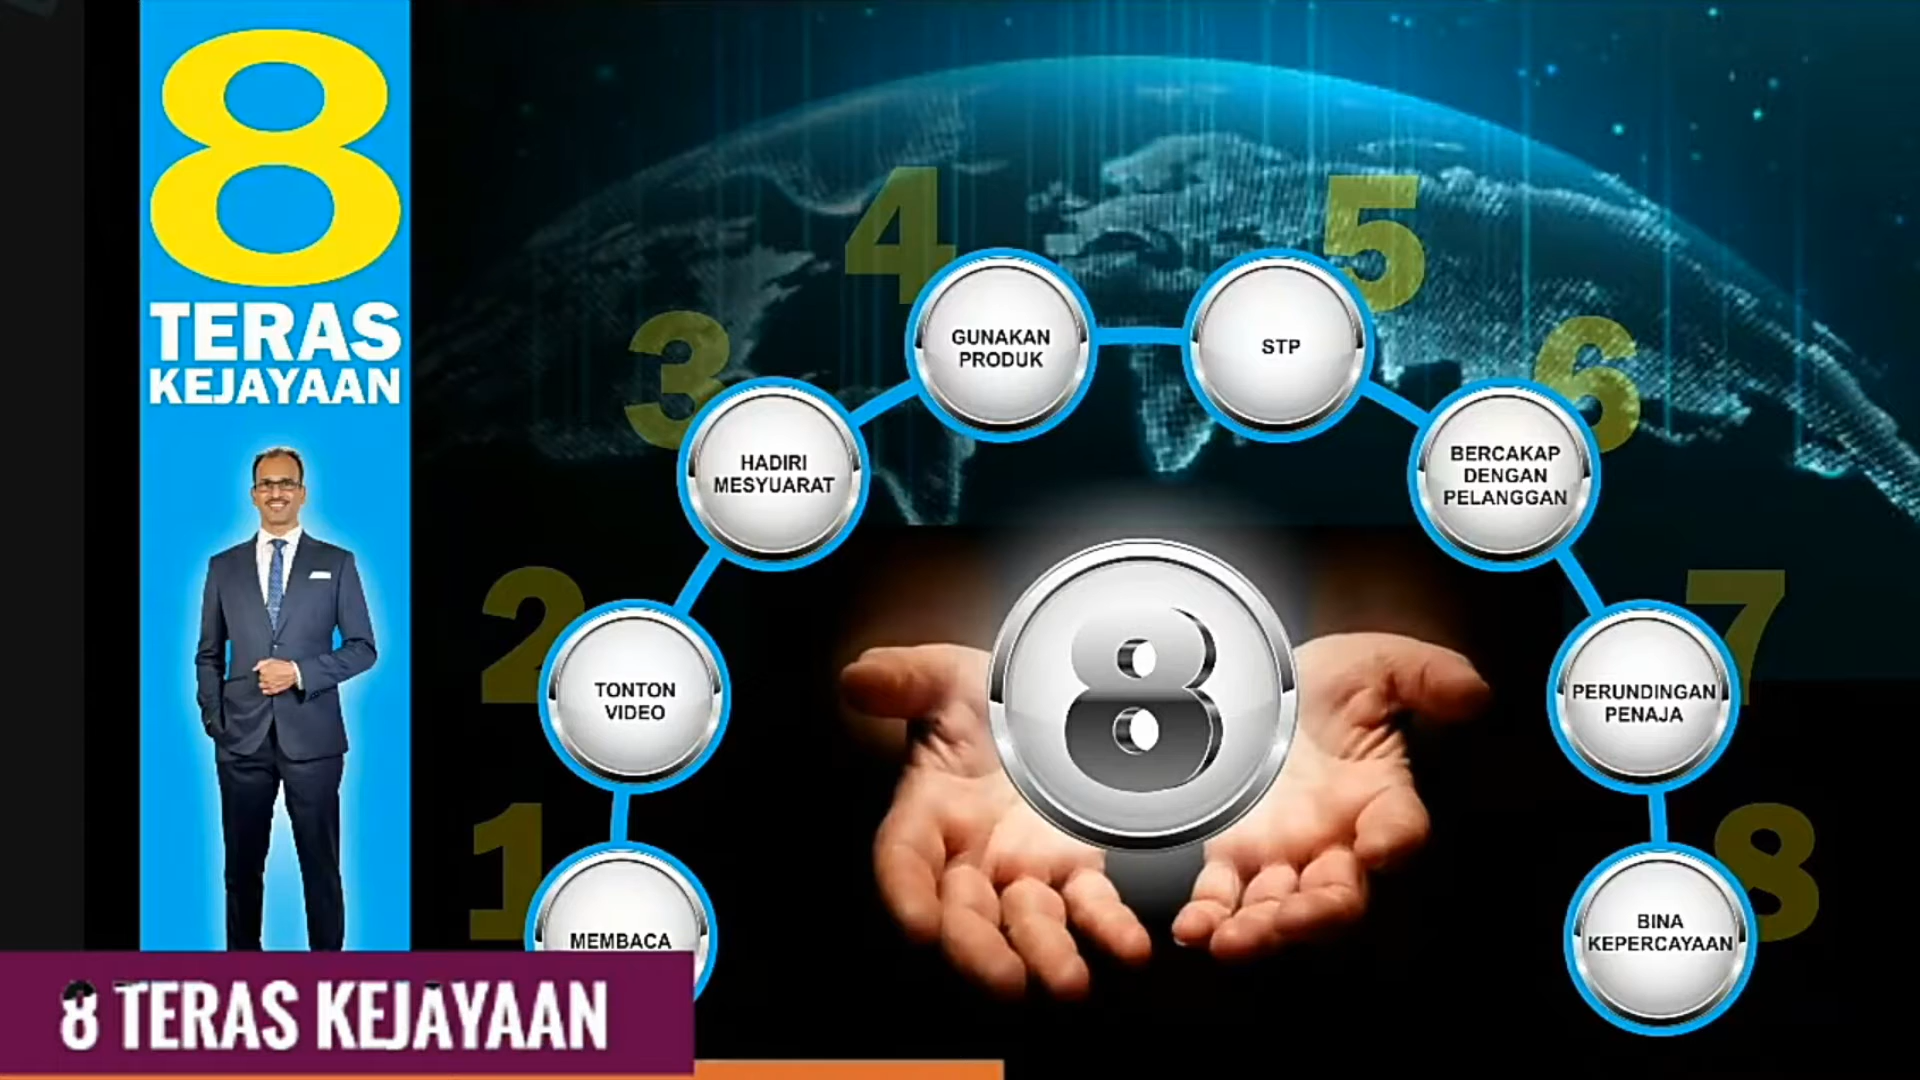 8
TERAS
KEJAYAAN
1
MEMBACA
2
TONTON
VIDEO
3
HADIRI
MESYUARAT
4
GUNAKAN
PRODUK
5
STP
6
BERCAKAP
DENGAN
PELANGGAN
7
PERUNDINGAN
PENAJA
8
BINA
KEPERCAYAAN
8
8 TERAS KEJAYAAN